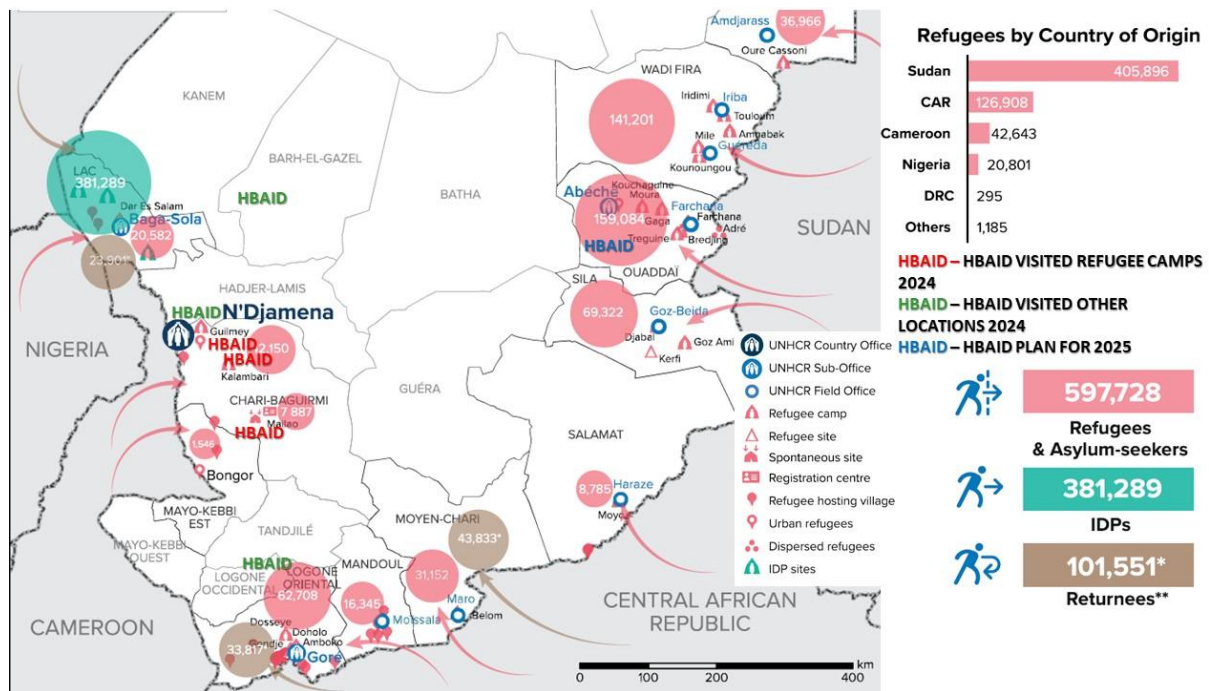 Amdjarass
36,966
Oure Cassoni
WADI FIRA
KANEM
Iridimi
Iriba
141,201
Touloum
BARH-EL-GAZEL
Mile
Amnabak
Guéréda
Kounoungou
LAC
381,289
BATHA
Dar Es Salam
HBAID
Abéché
Kouchaguine
Moura
Baga-Sola
159,084
Gaga
Farchana
Farchana
Adré
20,582
HBAID
Treguine
Bredjing
SUDAN
23,901*
OUADDAÏ
HADJER-LAMIS
SILA
HBAID
N'Djamena
69,322
Goz-Beida
Guilmey
Djabal
Goz Ami
NIGERIA
HBAID
HBAID
2,150
Kerfi
Kalambari
GUÉRA
CHARI-BAGUIRMI
7 887
Mailao
HBAID
SALAMAT
1,546
Bongor
8,785
Haraze
MAYO-KEBBI
EST
Moyo
TANDJILÉ
MOYEN-CHARI
MAYO-KEBBI
OUEST
43,833*
HBAID
MANDOUL
LOGONE
OCCIDENTAL
LOGONE
ORIENTAL
62,708
31,152
16,345
Maro
CENTRAL AFRICAN
REPUBLIC
CAMEROON
Dosseye
Moissala
Belom
Doholo
Amboko
33,817*
Goré
0 100 200 400
km
UNHCR Country Office
UNHCR Sub-Office
UNHCR Field Office
Refugee camp
Refugee site
Spontaneous site
Registration centre
Refugee hosting village
Urban refugees
Dispersed refugees
IDP sites
Refugees by Country of Origin
Sudan 405,896
CAR 126,908
Cameroon 42,643
Nigeria 20,801
DRC 295
Others 1,185
HBAID – HBAID VISITED REFUGEE CAMPS
2024
HBAID – HBAID VISITED OTHER
LOCATIONS 2024
HBAID – HBAID PLAN FOR 2025
597,728
Refugees
& Asylum-seekers
381,289
IDPs
101,551*
Returnees**